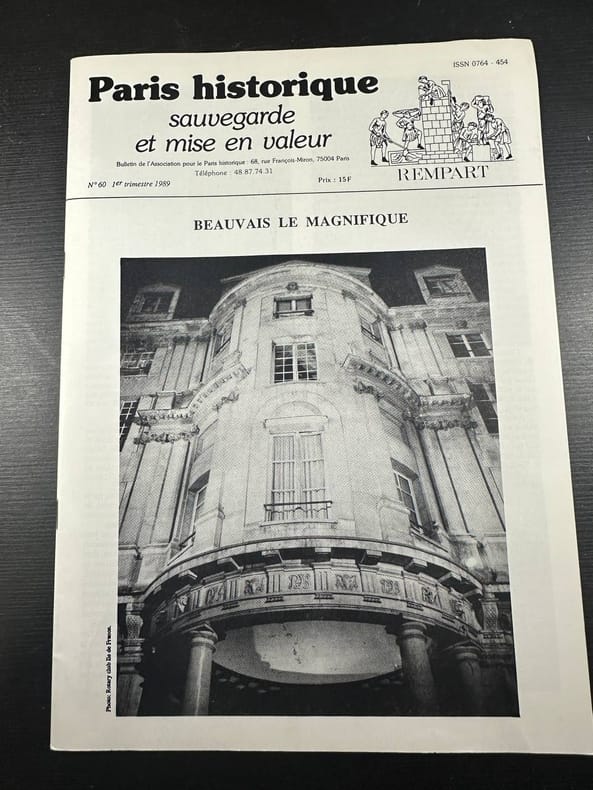 ISSN 0764 - 454
Paris historique
sauvegarde
et mise en valeur
Bulletin de l'Association pour le Paris historique : 68, rue François-Miron, 75004 Paris
Téléphone : 48.87.74.31
N° 60 1er trimestre 1989
Prix : 15 F
REMPART
BEAUVAIS LE MAGNIFIQUE
Photo: Rotary club Ile de France.